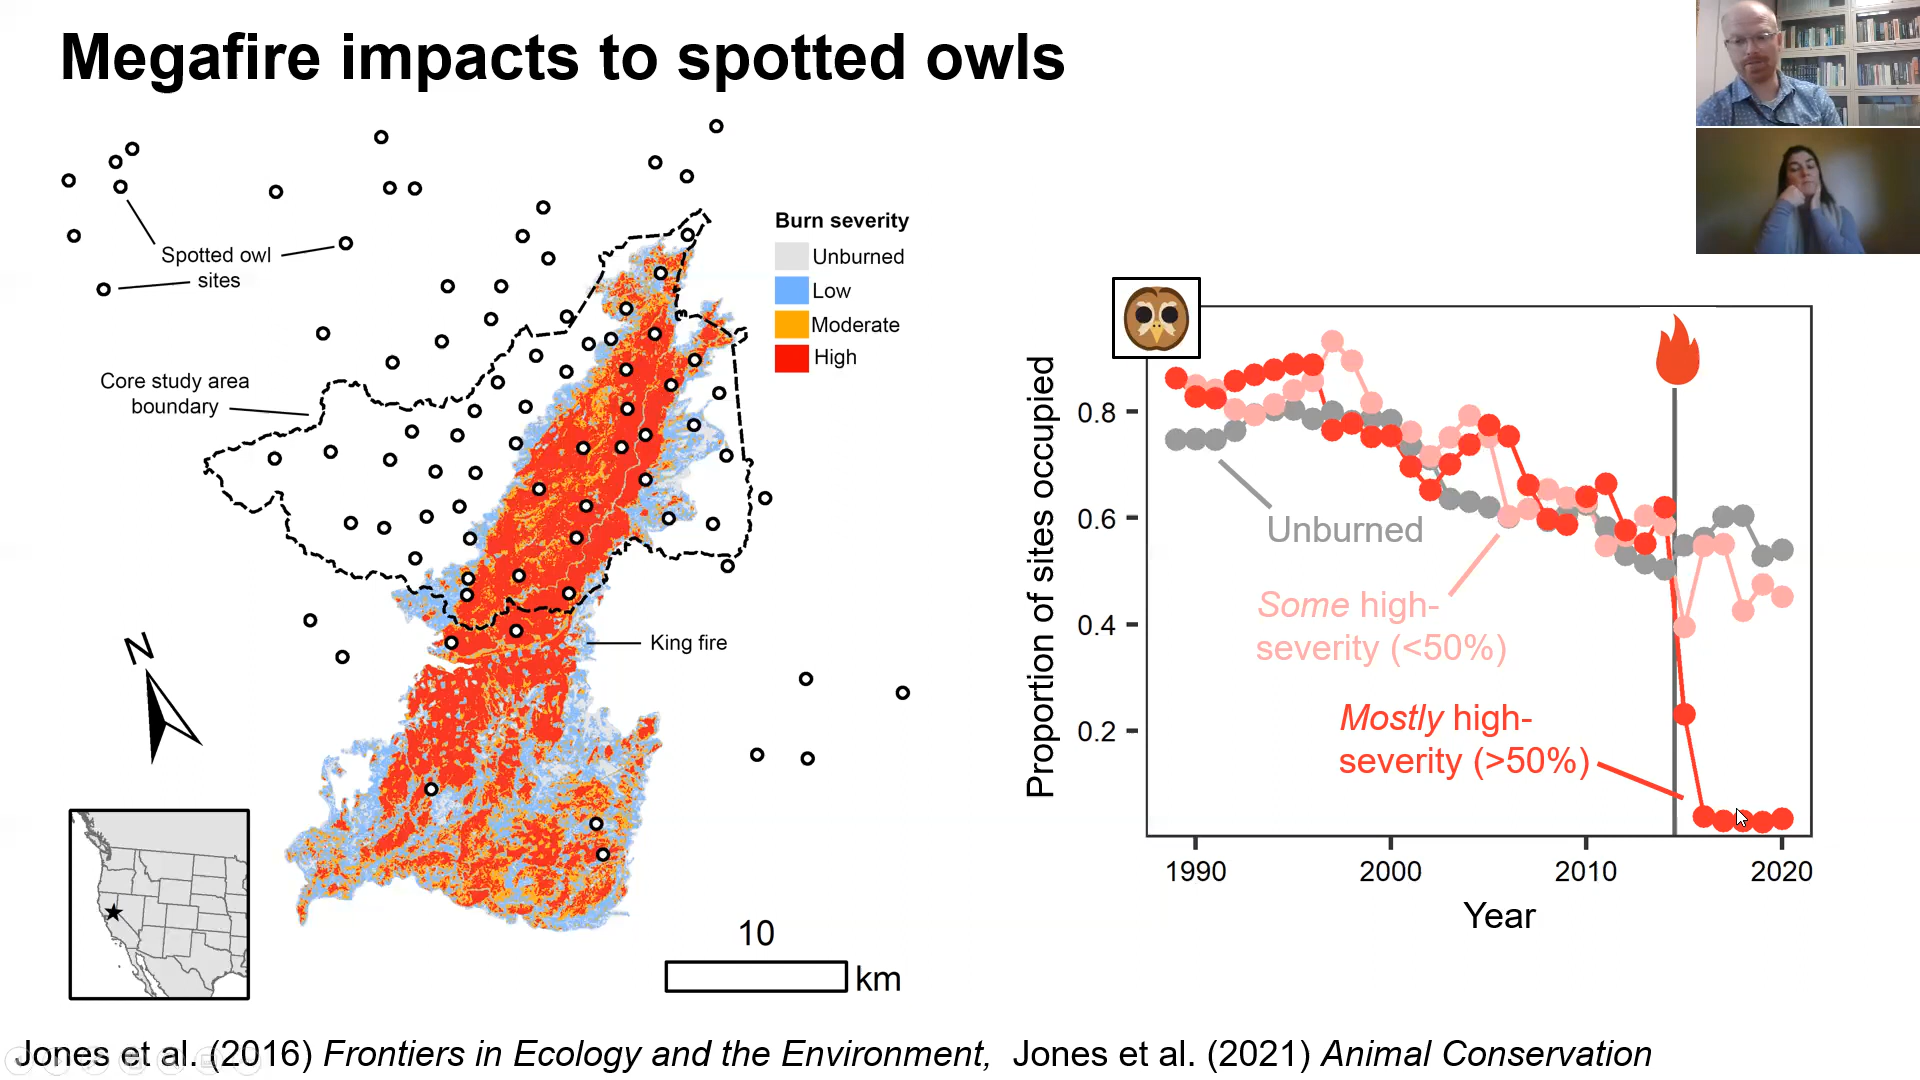 Megafire impacts to spotted owls
Spotted owl
sites
Core study area
boundary
Burn severity
Unburned
Low
Moderate
High
King fire
N
10
km
Proportion of sites occupied
0.8
0.6
0.4
0.2
Unburned
Some high-
severity (<50%)
Mostly high-
severity (>50%)
1990
2000
2010
2020
Year
Jones et al. (2016) Frontiers in Ecology and the Environment, Jones et al. (2021) Animal Conservation